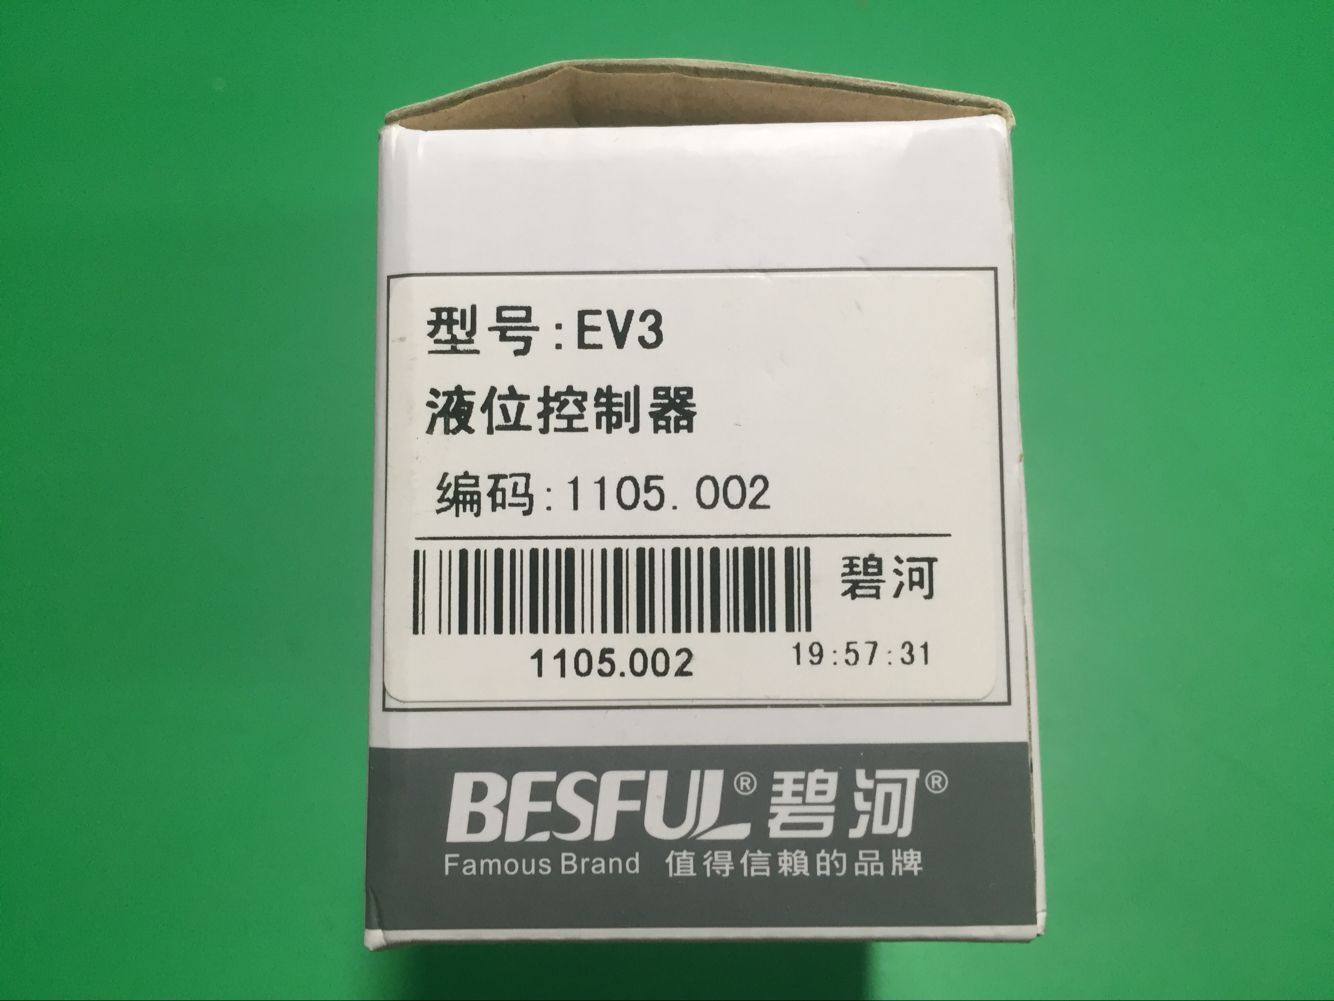 型号:EV3
液位控制器
编码:1105.002
碧河
1105.002
19:57:31
BESFUL® 碧河®
Famous Brand 值得信賴的品牌